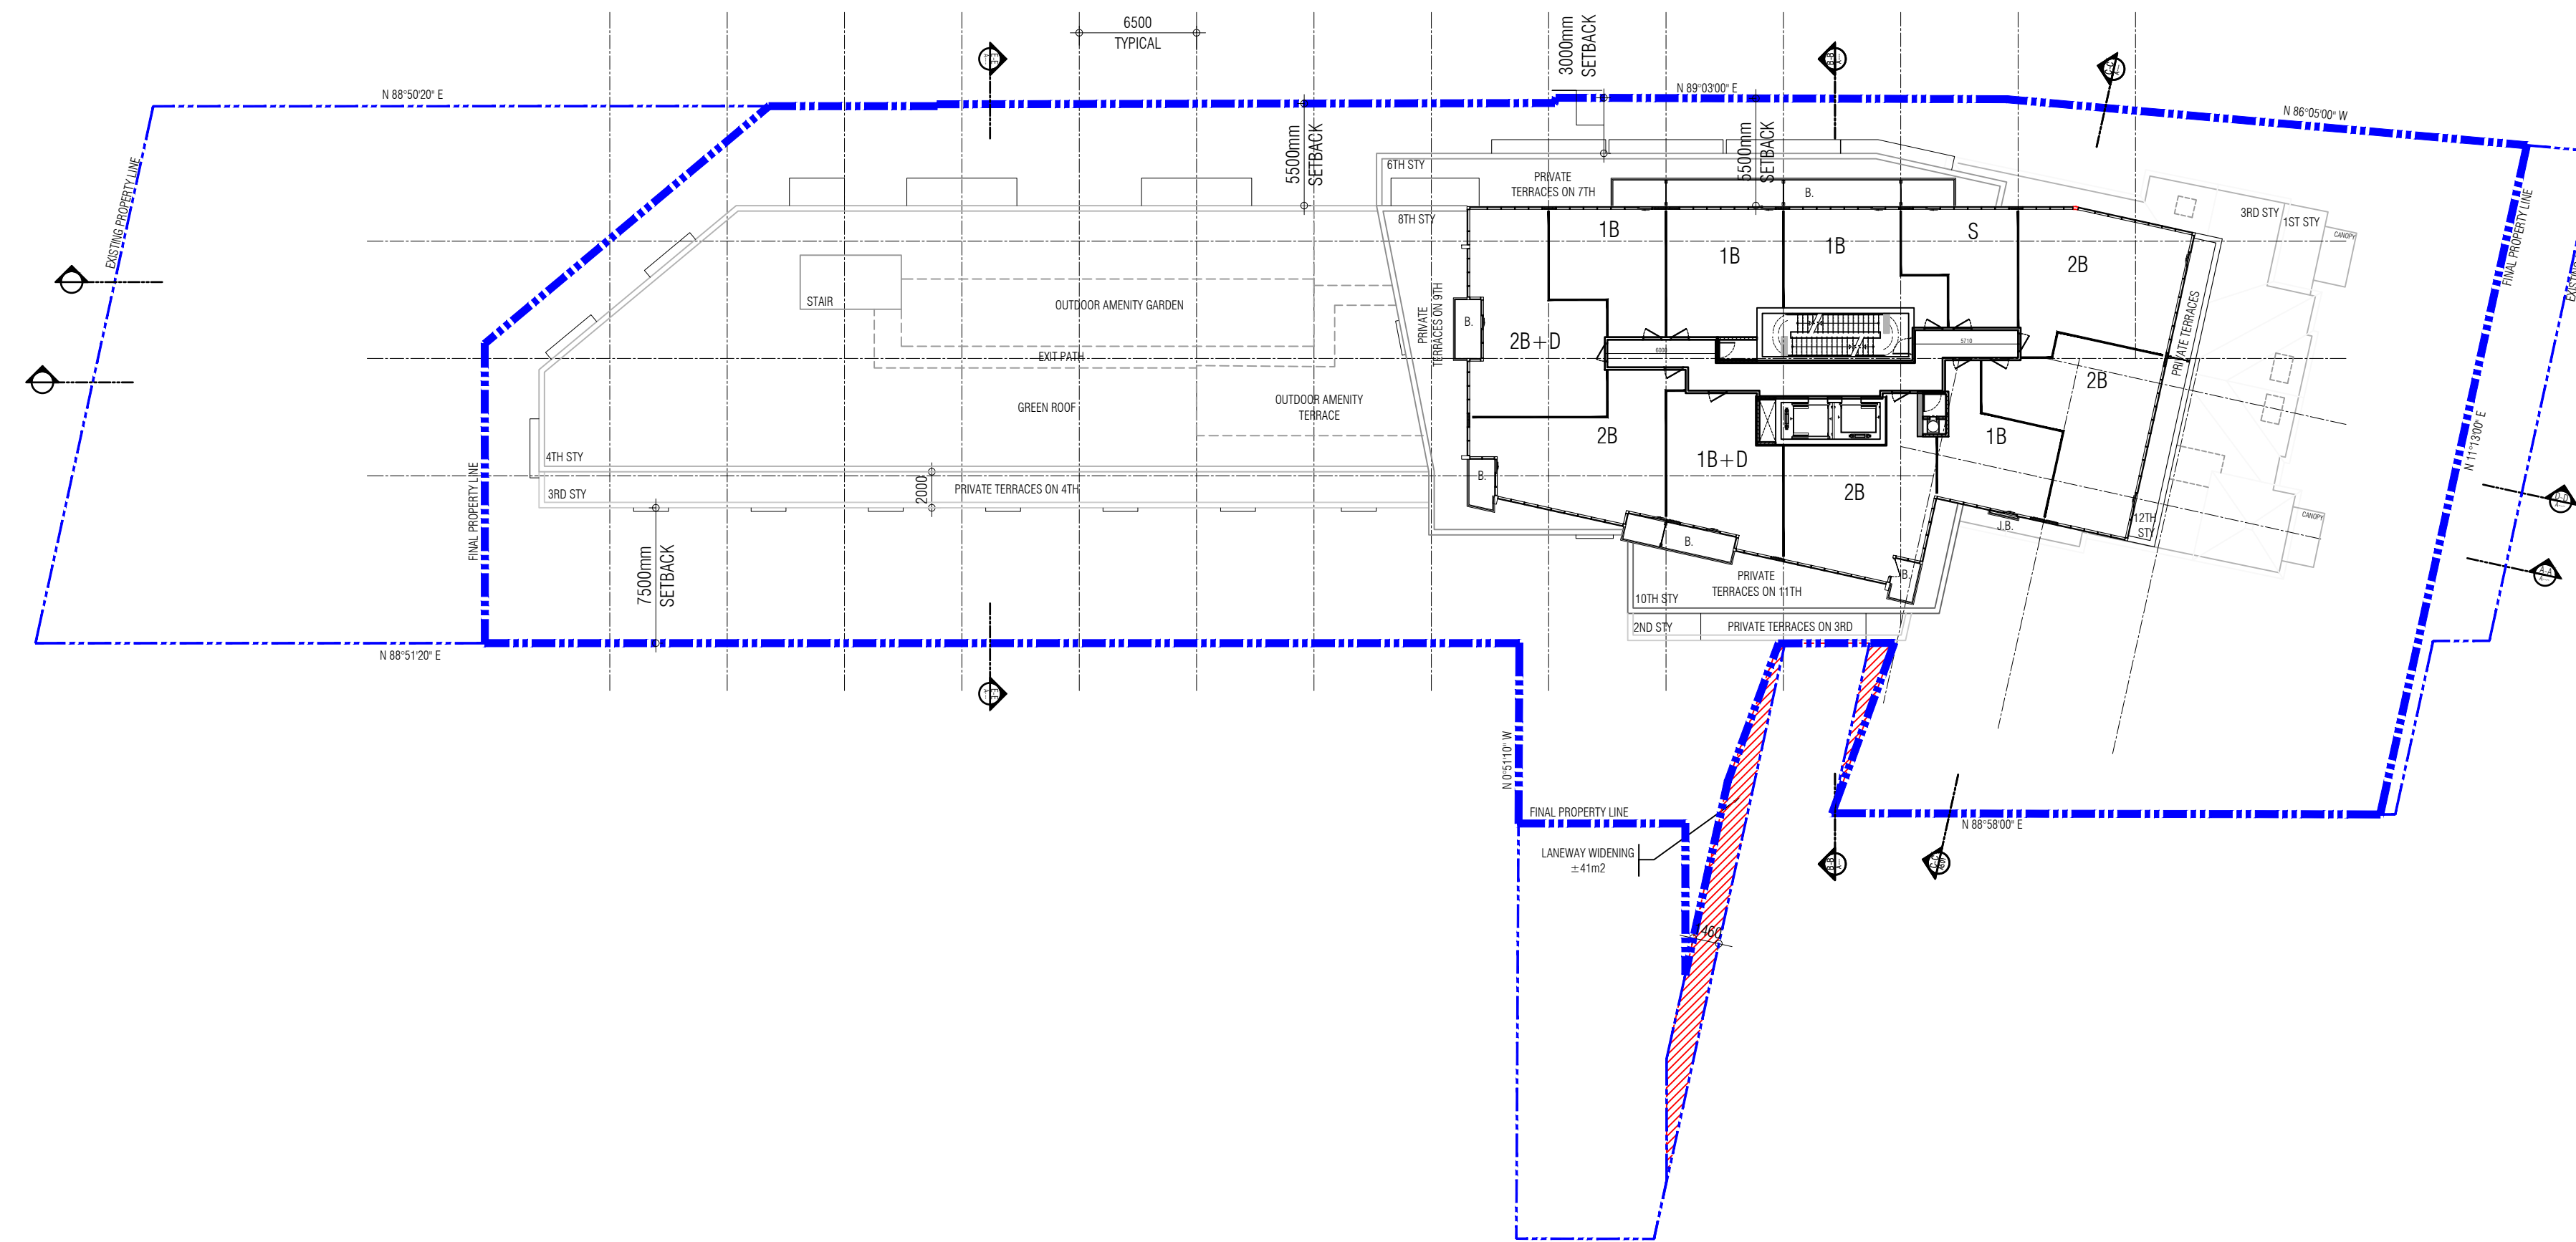 6500
TYPICAL
3000mm
SETBACK
N 88°50'20" E
N 89°03'00" E
N 86°05'00" W
EXISTING PROPERTY LINE
5500mm
SETBACK
5500mm
SETBACK
6TH STY
PRIVATE
TERRACES ON 7TH
B.
8TH STY
3RD STY
1ST STY
CANOPY
FINAL PROPERTY LINE
1B
1B
1B
S
2B
STAIR
OUTDOOR AMENITY GARDEN
PRIVATE
TERRACES ON 9TH
B.
2B+D
6000
5710
PRIVATE TERRACES
EXIT PATH
2B
GREEN ROOF
OUTDOOR AMENITY
TERRACE
2B
1B
N 11°13'00" E
4TH STY
1B+D
B.
2B
3RD STY
2000
PRIVATE TERRACES ON 4TH
FINAL PROPERTY LINE
12TH
STY
CANOPY
J.B.
B.
7500mm
SETBACK
PRIVATE
TERRACES ON 11TH
B.
10TH STY
2ND STY
PRIVATE TERRACES ON 3RD
N 88°51'20" E
N 0°51'10" W
FINAL PROPERTY LINE
N 88°58'00" E
LANEWAY WIDENING
±41m2
460